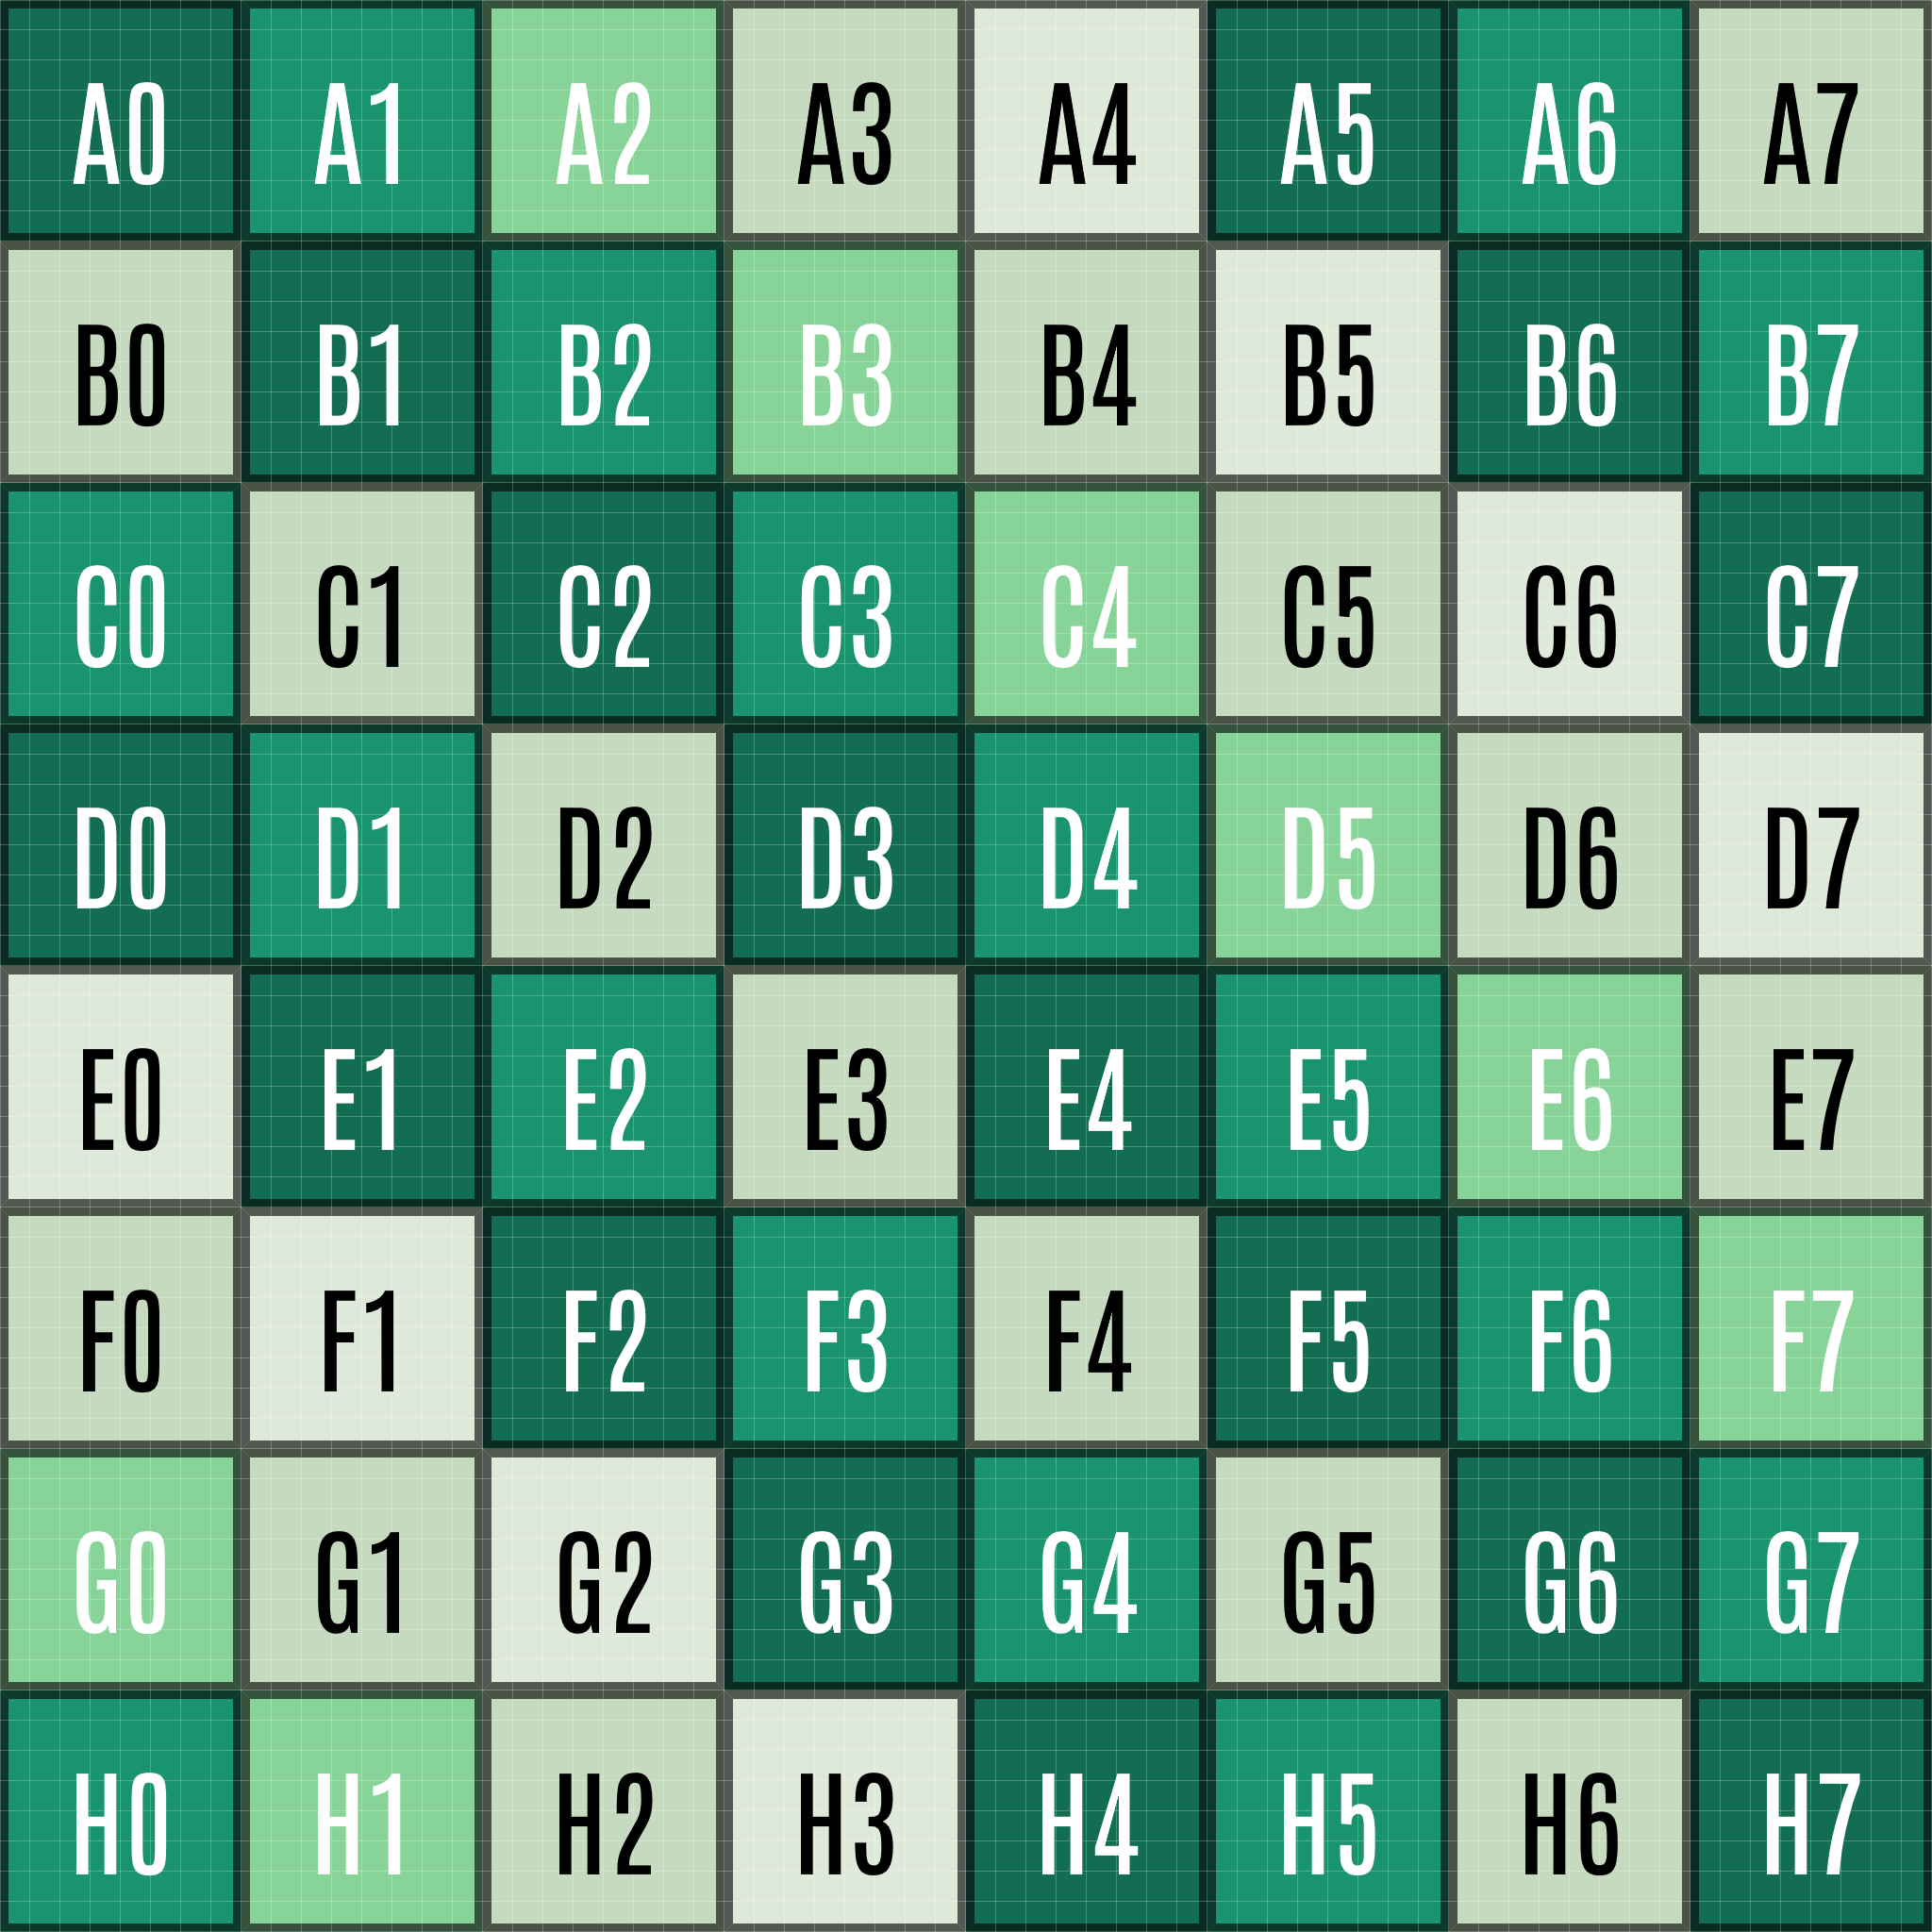 A0 A1 A2 A3 A4 A5 A6 A7
B0 B1 B2 B3 B4 B5 B6 B7
C0 C1 C2 C3 C4 C5 C6 C7
D0 D1 D2 D3 D4 D5 D6 D7
E0 E1 E2 E3 E4 E5 E6 E7
F0 F1 F2 F3 F4 F5 F6 F7
G0 G1 G2 G3 G4 G5 G6 G7
H0 H1 H2 H3 H4 H5 H6 H7